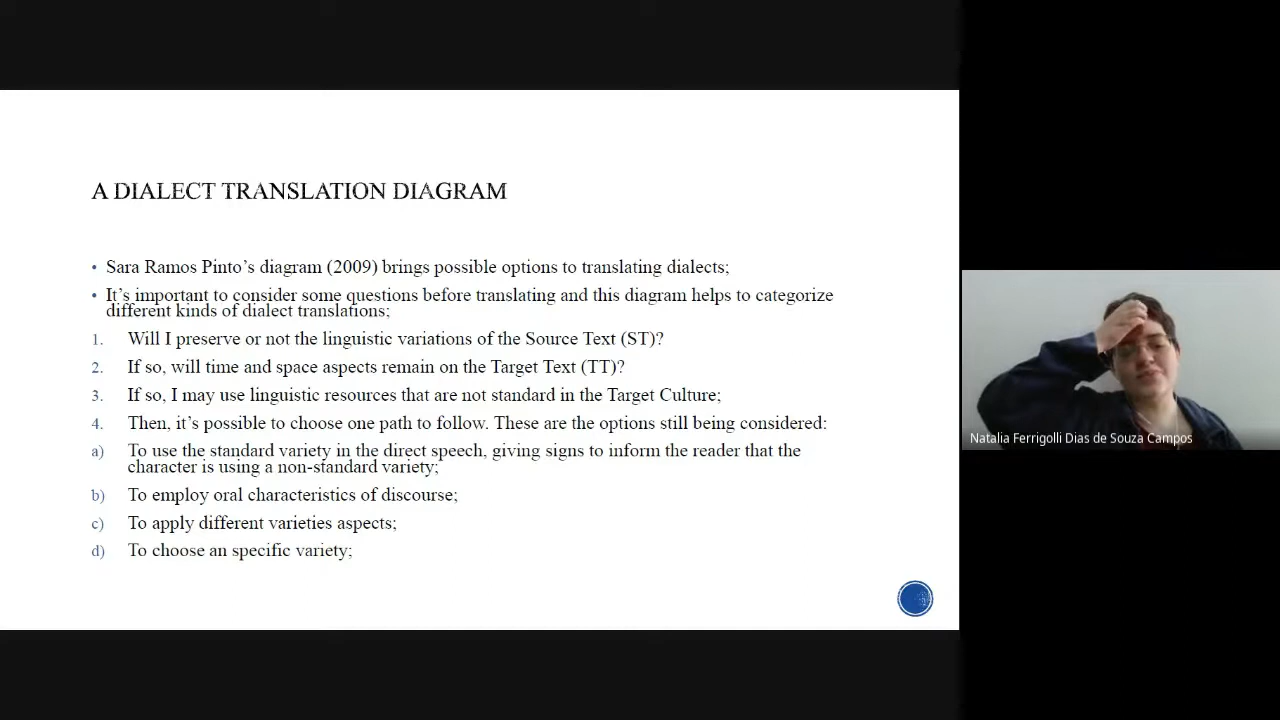 A DIALECT TRANSLATION DIAGRAM
• Sara Ramos Pinto’s diagram (2009) brings possible options to translating dialects;
• It’s important to consider some questions before translating and this diagram helps to categorize
different kinds of dialect translations;
1. Will I preserve or not the linguistic variations of the Source Text (ST)?
2. If so, will time and space aspects remain on the Target Text (TT)?
3. If so, I may use linguistic resources that are not standard in the Target Culture;
4. Then, it’s possible to choose one path to follow. These are the options still being considered:
a) To use the standard variety in the direct speech, giving signs to inform the reader that the
character is using a non-standard variety;
b) To employ oral characteristics of discourse;
c) To apply different varieties aspects;
d) To choose an specific variety;
Natalia Ferrigolli Dias de Souza Campos